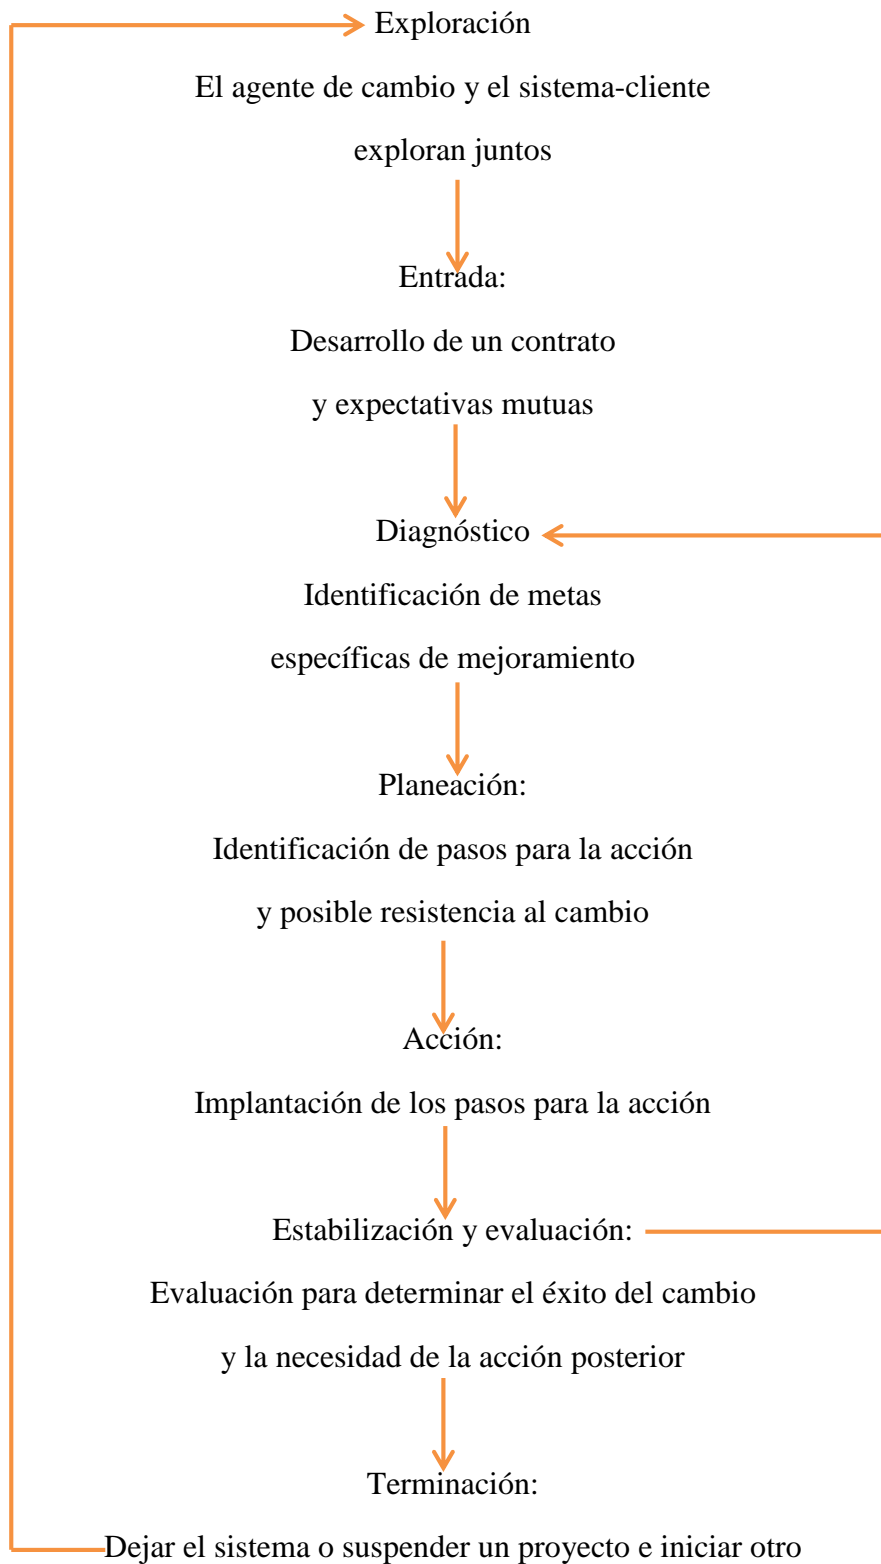 Exploración
El agente de cambio y el sistema-cliente
exploran juntos
Entrada:
Desarrollo de un contrato
y expectativas mutuas
Diagnóstico
Identificación de metas
específicas de mejoramiento
Planeación:
Identificación de pasos para la acción
y posible resistencia al cambio
Acción:
Implantación de los pasos para la acción
Estabilización y evaluación:
Evaluación para determinar el éxito del cambio
y la necesidad de la acción posterior
Terminación:
Dejar el sistema o suspender un proyecto e iniciar otro